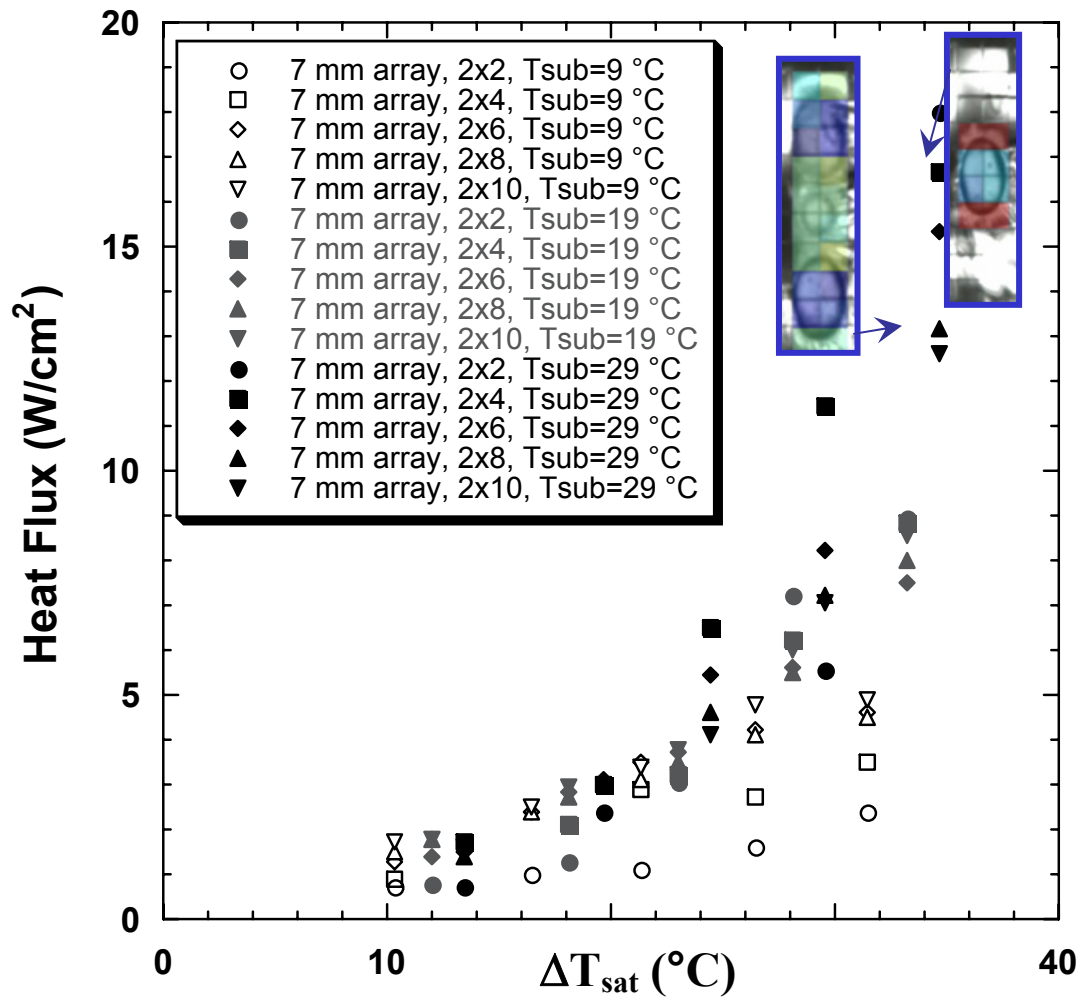 20
15
10
5
0
Heat Flux (W/cm²)
7 mm array, 2x2, Tsub=9 °C
7 mm array, 2x4, Tsub=9 °C
7 mm array, 2x6, Tsub=9 °C
7 mm array, 2x8, Tsub=9 °C
7 mm array, 2x10, Tsub=9 °C
7 mm array, 2x2, Tsub=19 °C
7 mm array, 2x4, Tsub=19 °C
7 mm array, 2x6, Tsub=19 °C
7 mm array, 2x8, Tsub=19 °C
7 mm array, 2x10, Tsub=19 °C
7 mm array, 2x2, Tsub=29 °C
7 mm array, 2x4, Tsub=29 °C
7 mm array, 2x6, Tsub=29 °C
7 mm array, 2x8, Tsub=29 °C
7 mm array, 2x10, Tsub=29 °C
0 10 40
ΔTsat (°C)